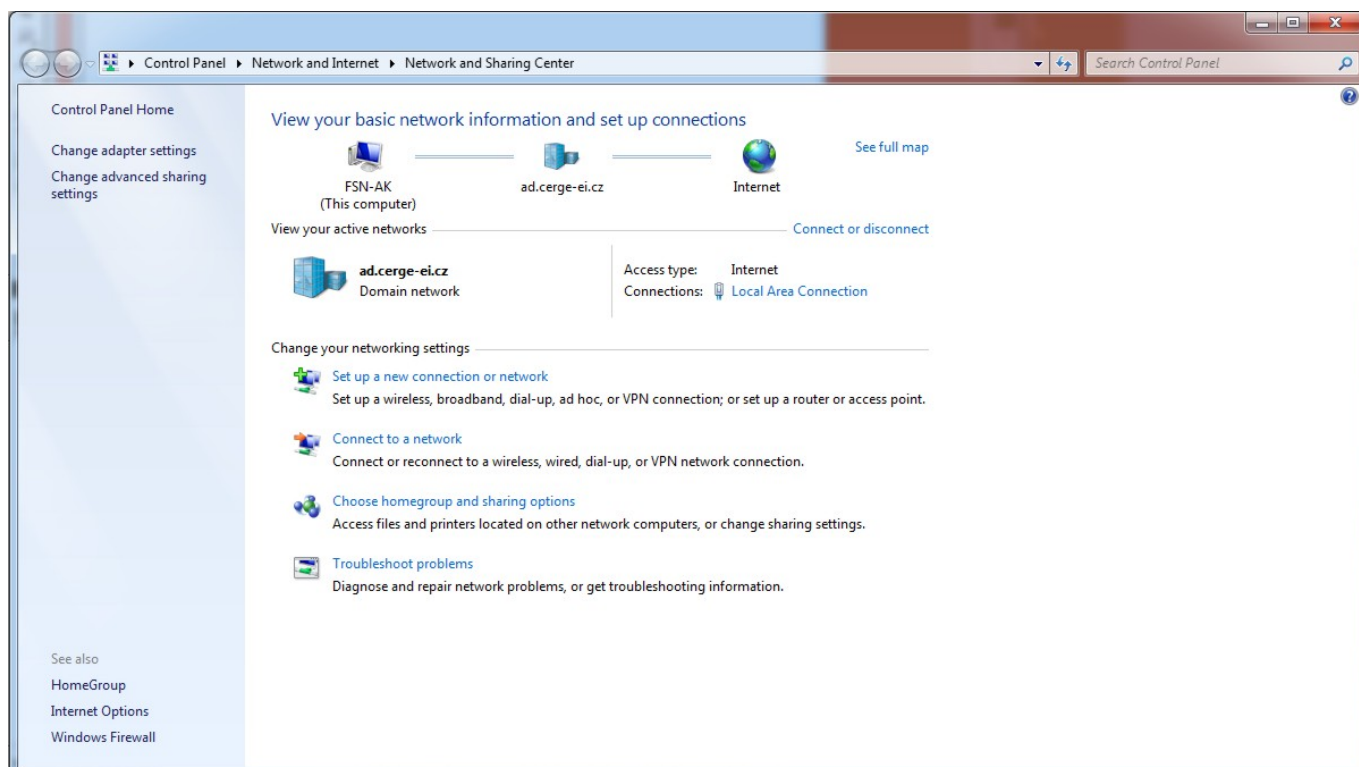 Control Panel ▸ Network and Internet ▸ Network and Sharing Center
Search Control Panel
Control Panel Home
Change adapter settings
Change advanced sharing
settings
See also
HomeGroup
Internet Options
Windows Firewall
View your basic network information and set up connections
See full map
FSN-AK
(This computer)
ad.cerge-ei.cz
Internet
View your active networks
Connect or disconnect
ad.cerge-ei.cz
Domain network
Access type: Internet
Connections: Local Area Connection
Change your networking settings
Set up a new connection or network
Set up a wireless, broadband, dial-up, ad hoc, or VPN connection; or set up a router or access point.
Connect to a network
Connect or reconnect to a wireless, wired, dial-up, or VPN network connection.
Choose homegroup and sharing options
Access files and printers located on other network computers, or change sharing settings.
Troubleshoot problems
Diagnose and repair network problems, or get troubleshooting information.